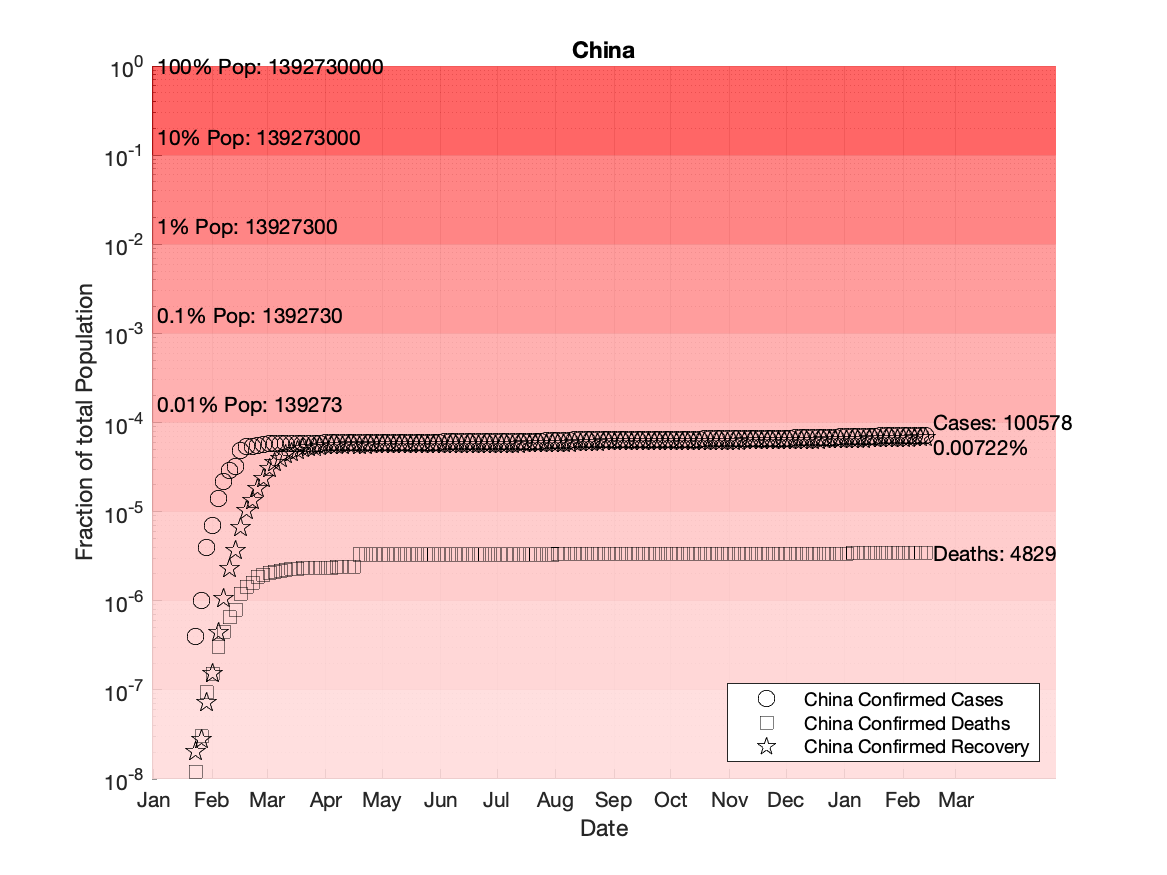 China
10^0
100% Pop: 1392730000
10% Pop: 139273000
10^-1
1% Pop: 13927300
10^-2
0.1% Pop: 1392730
10^-3
0.01% Pop: 139273
10^-4
Cases: 100578
0.00722%
10^-5
Deaths: 4829
10^-6
10^-7
10^-8
Fraction of total Population
China Confirmed Cases
China Confirmed Deaths
China Confirmed Recovery
Jan Feb Mar Apr May Jun Jul Aug Sep Oct Nov Dec Jan Feb Mar
Date